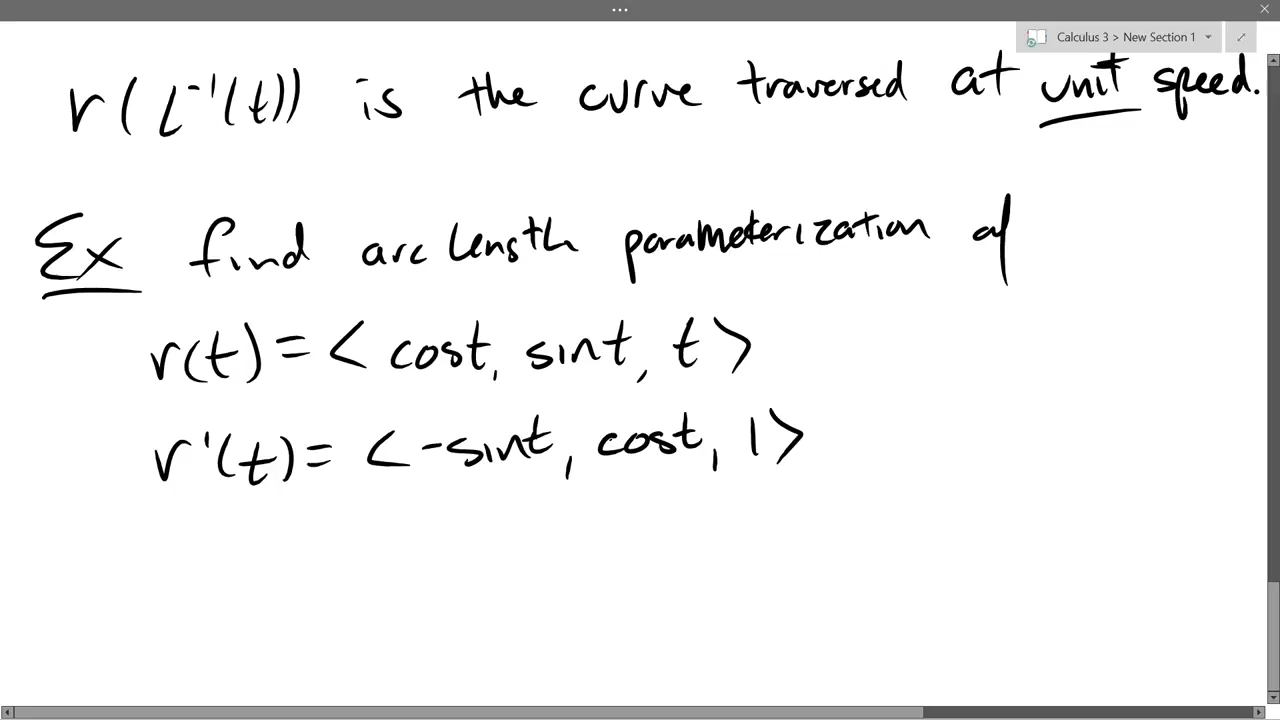 Calculus 3 > New Section 1
r(L⁻¹(t)) is the curve traversed at unit speed.
Ex find arc length parameterization of
r(t) = < cost, sint, t >
r'(t) = < -sint, cost, 1 >